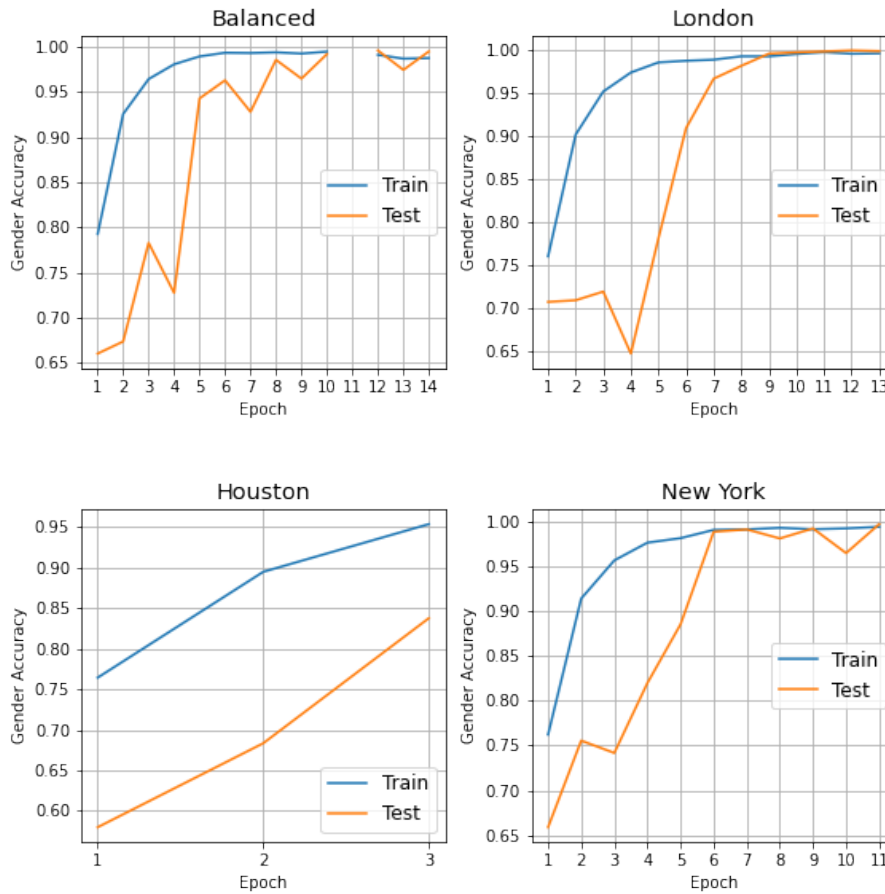 Balanced
1.00
0.95
0.90
0.85
0.80
0.75
0.70
0.65
Gender Accuracy
Train
Test
1 2 3 4 5 6 7 8 9 10 11 12 13 14
Epoch
London
1.00
0.95
0.90
0.85
0.80
0.75
0.70
0.65
Gender Accuracy
Train
Test
1 2 3 4 5 6 7 8 9 10 11 12 13
Epoch
Houston
0.95
0.90
0.85
0.80
0.75
0.70
0.65
0.60
Gender Accuracy
Train
Test
1 2 3
Epoch
New York
1.00
0.95
0.90
0.85
0.80
0.75
0.70
0.65
Gender Accuracy
Train
Test
1 2 3 4 5 6 7 8 9 10 11
Epoch